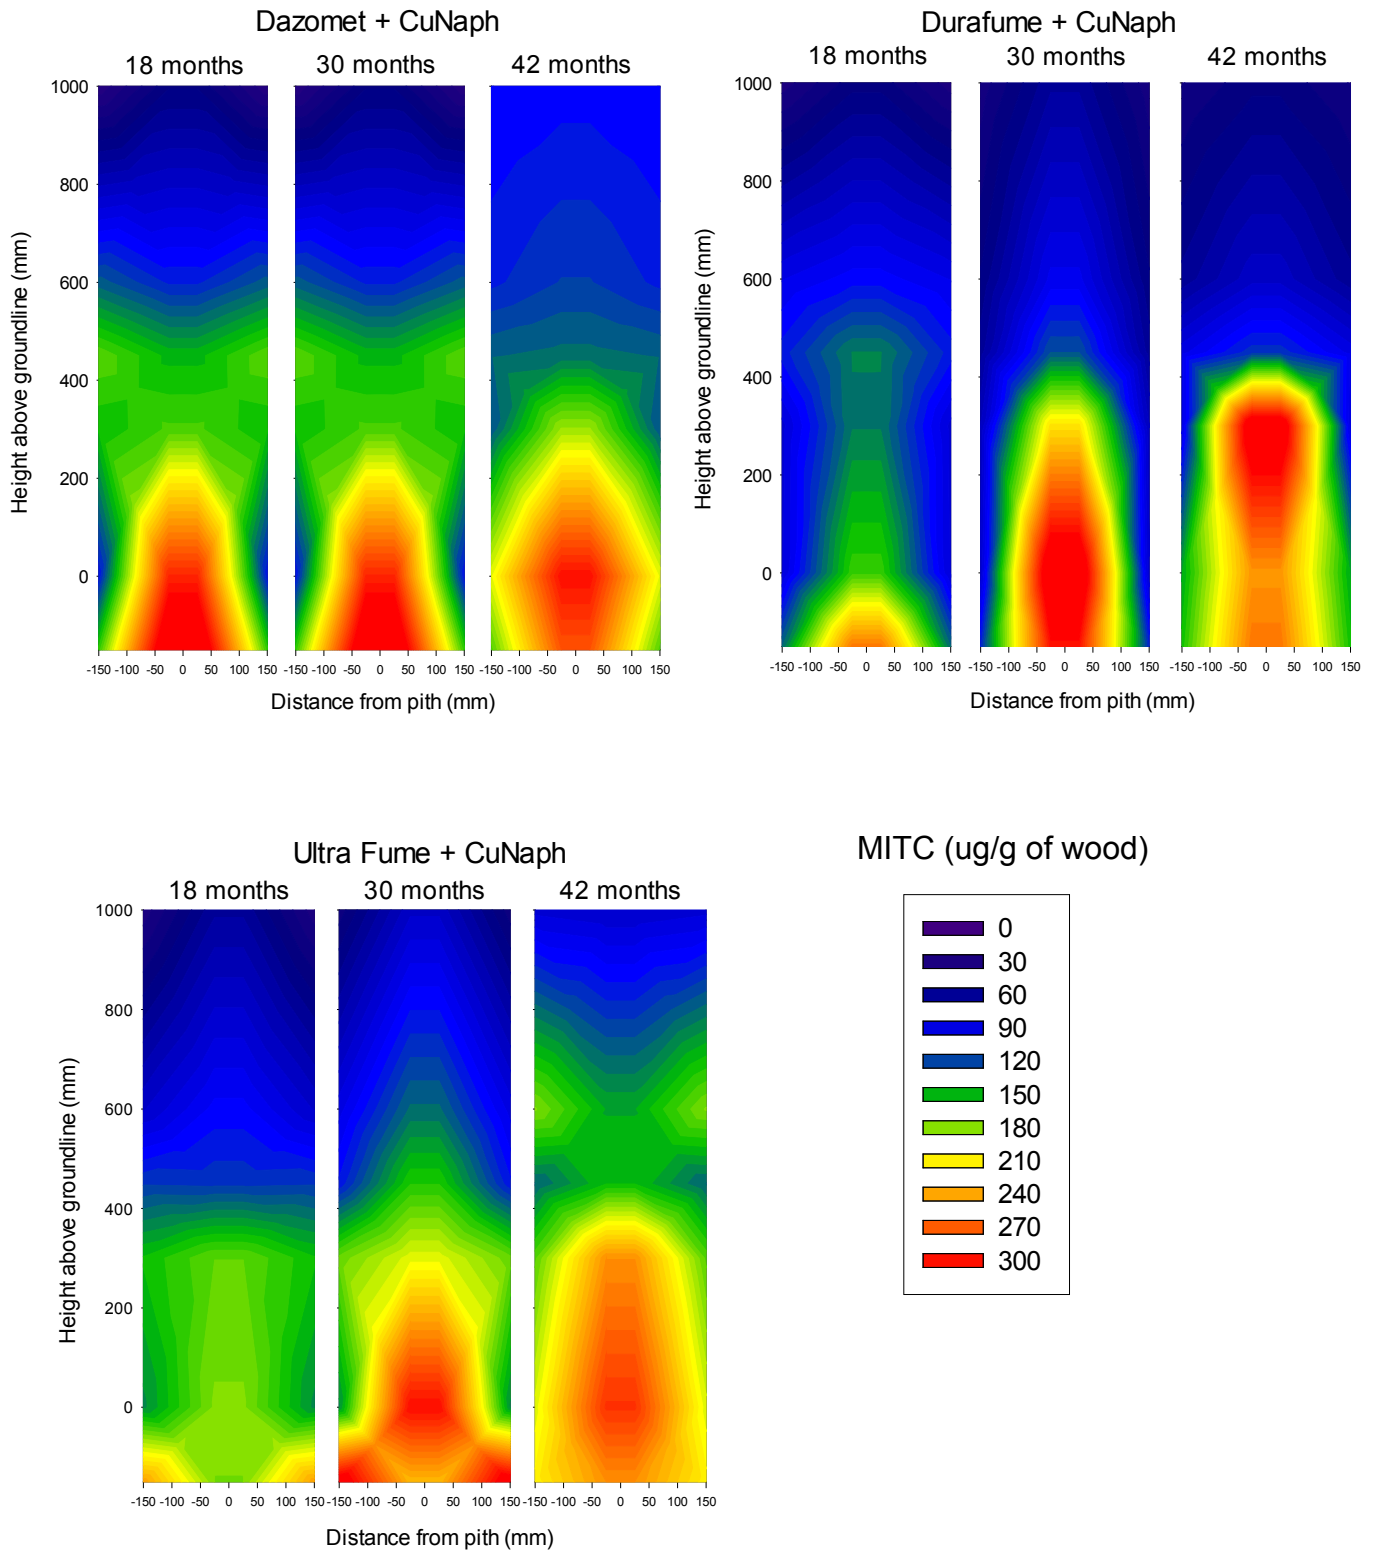 Dazomet + CuNaph
18 months 30 months 42 months
1000
800
600
400
200
0
Height above groundline (mm)
-150 -100 -50 0 50 100 150 -150 -100 -50 0 50 100 150 -150 -100 -50 0 50 100 150
Distance from pith (mm)
Durafume + CuNaph
18 months 30 months 42 months
1000
800
600
400
200
0
Height above groundline (mm)
-150 -100 -50 0 50 100 150 -150 -100 -50 0 50 100 150 -150 -100 -50 0 50 100 150
Distance from pith (mm)
Ultra Fume + CuNaph
18 months 30 months 42 months
1000
800
600
400
200
0
Height above groundline (mm)
-150 -100 -50 0 50 100 150 -150 -100 -50 0 50 100 150 -150 -100 -50 0 50 100 150
Distance from pith (mm)
MITC (ug/g of wood)
0
30
60
90
120
150
180
210
240
270
300